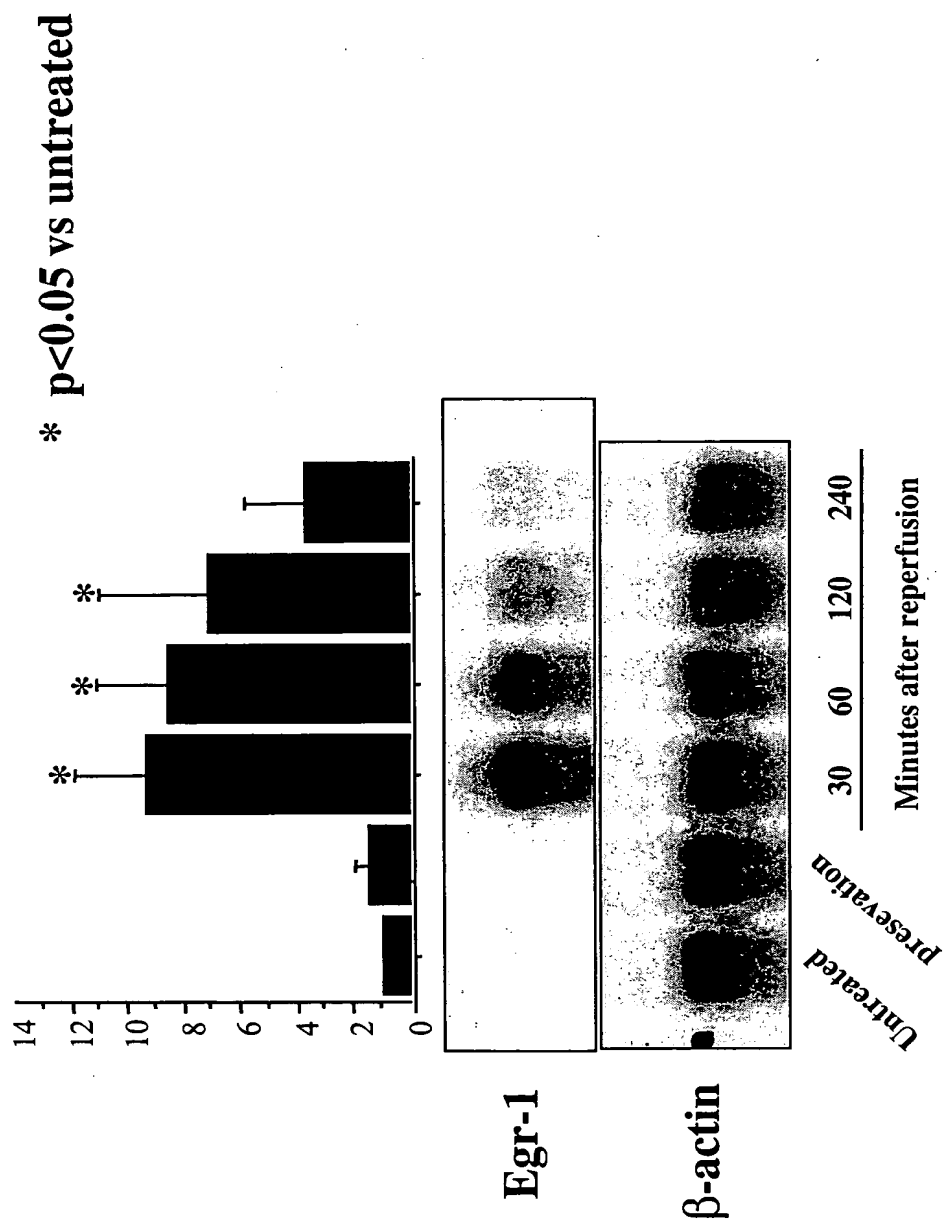 * p<0.05 vs untreated
14
12
10
8
6
4
2
0
* * *
Egr-1
β-actin
Untreated
presevation
30 60 120 240
Minutes after reperfusion